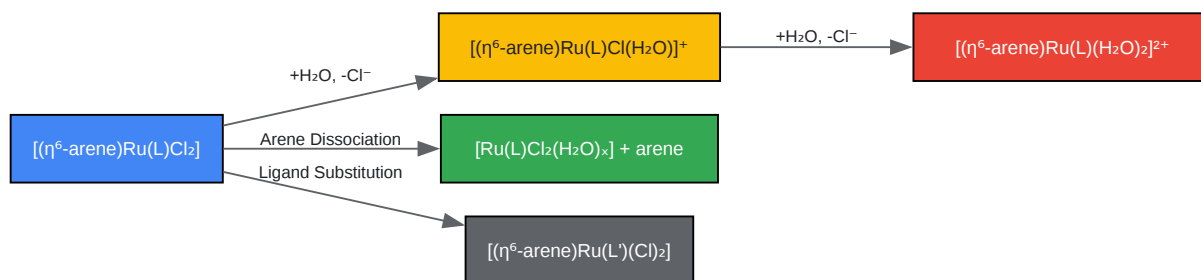 [(η⁶-arene)Ru(L)Cl(H₂O)]⁺
+H₂O, -Cl⁻
[(η⁶-arene)Ru(L)(H₂O)₂]²⁺
+H₂O, -Cl⁻
[(η⁶-arene)Ru(L)Cl₂]
Arene Dissociation
[Ru(L)Cl₂(H₂O)ₓ] + arene
Ligand Substitution
[(η⁶-arene)Ru(L')(Cl)₂]